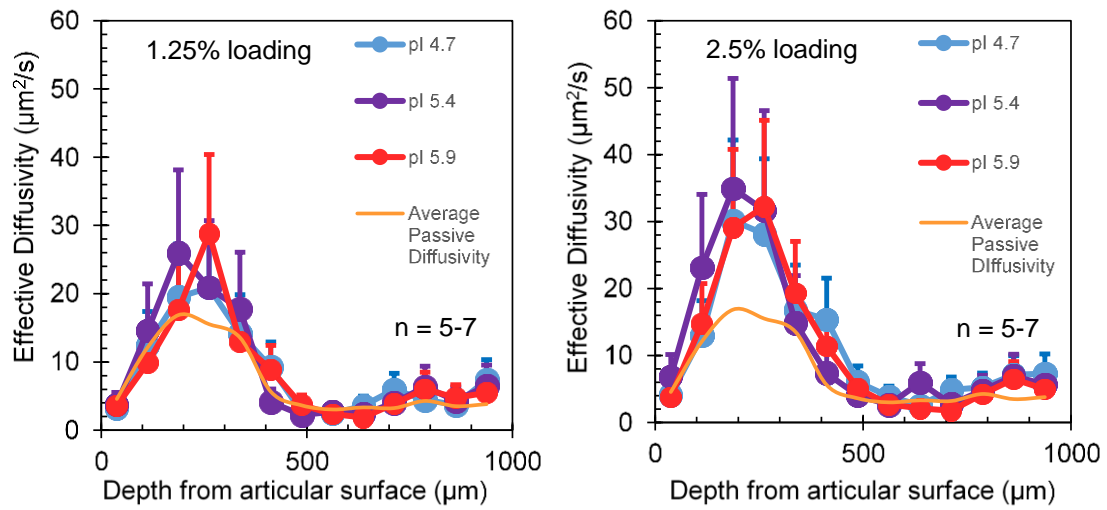 Effective Diffusivity (µm²/s)
60
50
40
30
20
10
0
1.25% loading
pI 4.7
pI 5.4
pI 5.9
Average
Passive
Diffusivity
n = 5-7
0
500
1000
Depth from articular surface (µm)
Effective Diffusivity (µm²/s)
60
50
40
30
20
10
0
2.5% loading
pI 4.7
pI 5.4
pI 5.9
Average
Passive
DIffusivity
n = 5-7
0
500
1000
Depth from articular surface (µm)